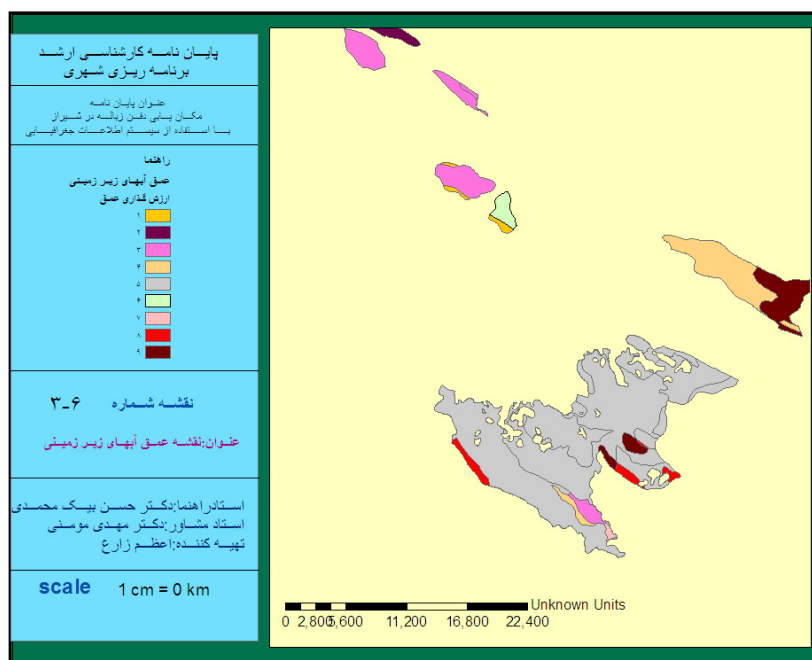 پایان نامه کارشناسی ارشد
برنامه ریزی شهری
عنوان پایان نامه
مکان یابی دفن زباله در شیراز
با استفاده از سیستم اطلاعات جغرافیایی
راهنما
عمق آبهای زیر زمینی
ارزش گذاری عمق
۱
۲
۳
۴
۵
۶
۷
۸
۹
نقشه شماره ۶-۳
عنوان:نقشه عمق آبهای زیر زمینی
استادراهنما:دکتر حسن بیک محمدی
استاد مشاور:دکتر مهدی مومنی
تهیه کننده:اعظم زارع
scale 1 cm = 0 km
Unknown Units
0 2,800 5,600 11,200 16,800 22,400